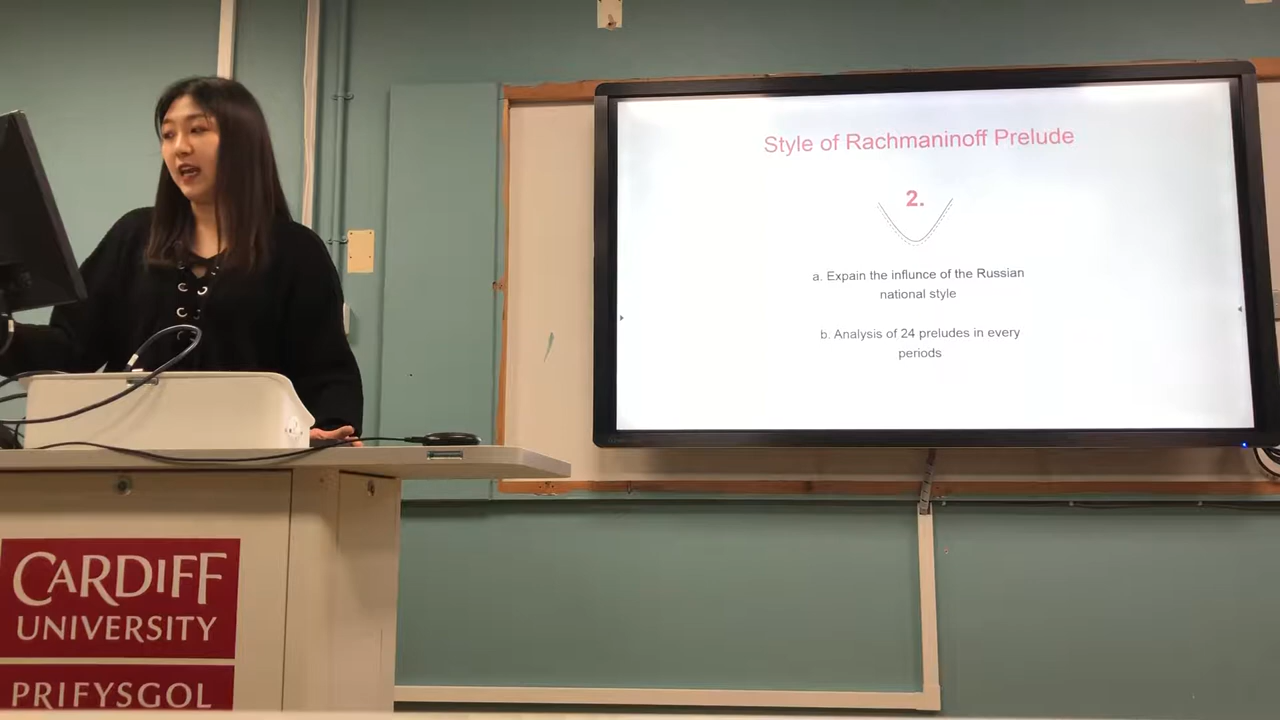 Style of Rachmaninoff Prelude
2.
a. Expain the influnce of the Russian
national style
b. Analysis of 24 preludes in every
periods
CARDIFF
UNIVERSITY
PRIFYSGOL